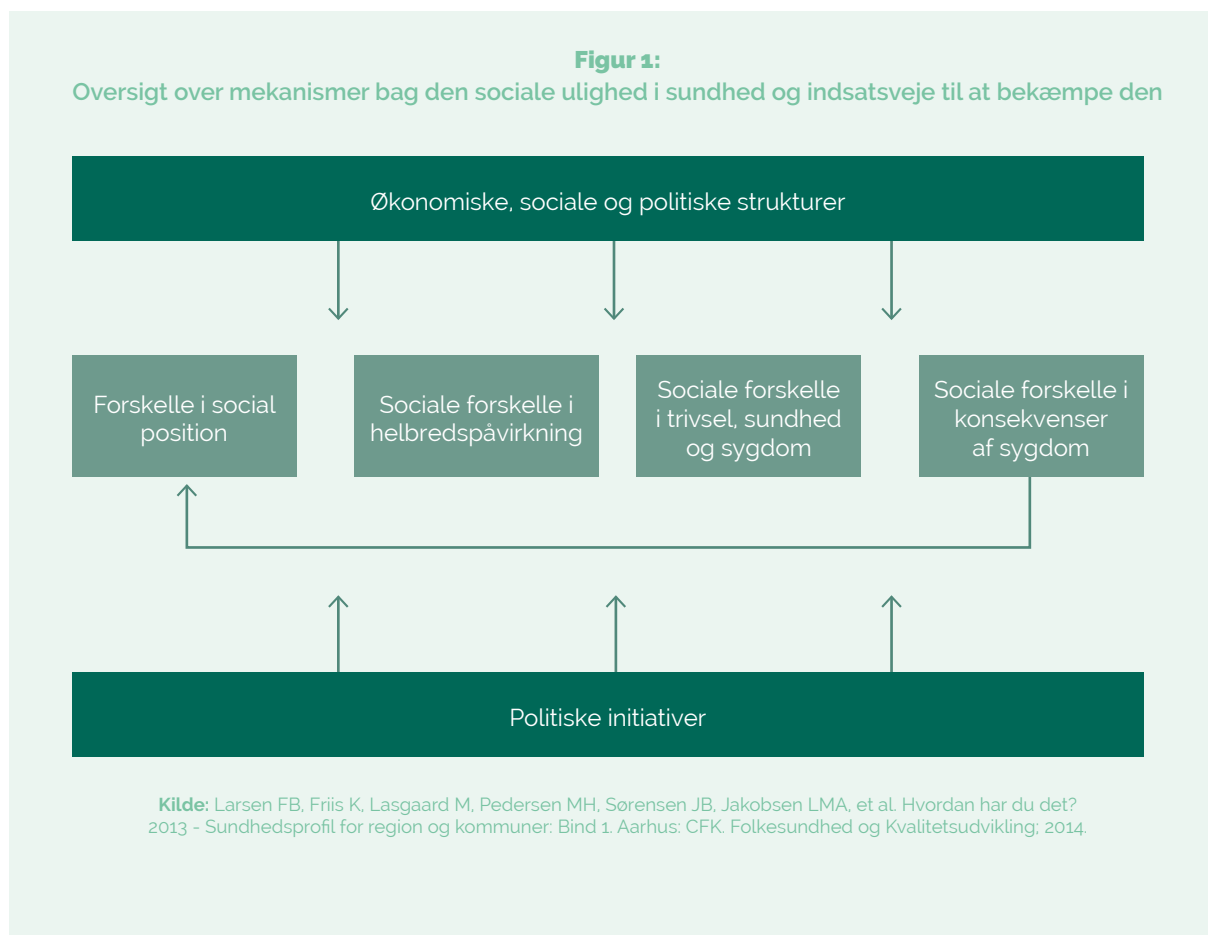 Figur 1:
Oversigt over mekanismer bag den sociale ulighed i sundhed og indsatsveje til at bekæmpe den
Økonomiske, sociale og politiske strukturer
Forskelle i social
position
Sociale forskelle i
helbredspåvirkning
Sociale forskelle
i trivsel, sundhed
og sygdom
Sociale forskelle i
konsekvenser
af sygdom
Politiske initiativer
Kilde: Larsen FB, Friis K, Lasgaard M, Pedersen MH, Sørensen JB, Jakobsen LMA, et al. Hvordan har du det?
2013 - Sundhedsprofil for region og kommuner: Bind 1. Aarhus: CFK. Folkesundhed og Kvalitetsudvikling; 2014.